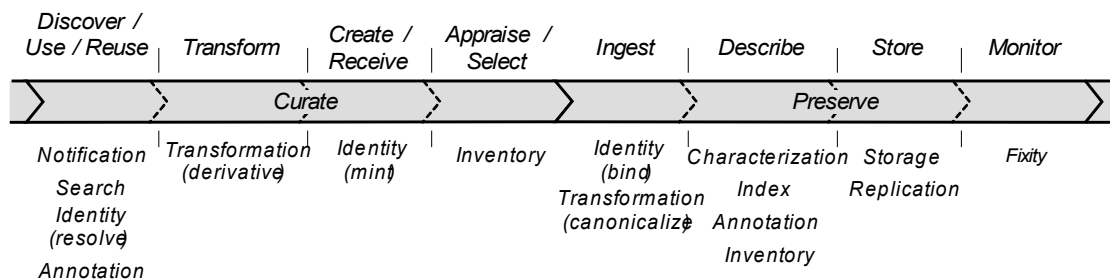 Discover /
Use / Reuse | Transform | Create /
Receive | Appraise /
Select | Ingest | Describe | Store | Monitor
Curate
Preserve
Notification
Search
Identity
(resolve)
Annotation
Transformation
(derivative)
Identity
(mint)
Inventory
Identity
(bind)
Transformation
(canonicalize)
Characterization
Index
Annotation
Inventory
Storage
Replication
Fixity